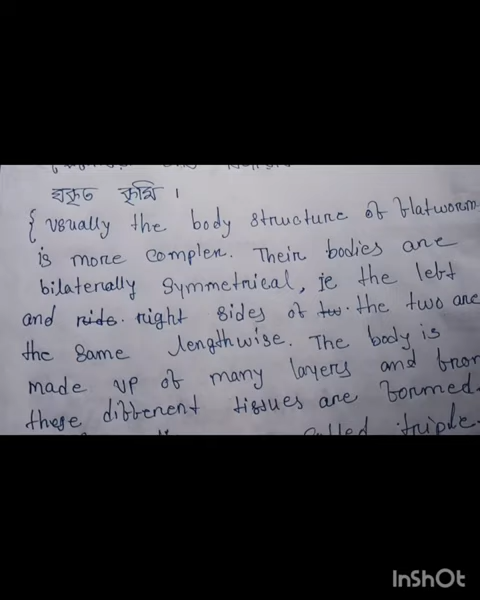 যকৃত কৃমি ।
{ usually the body structure of flatworm
is more complex. Their bodies are
bilaterally symmetrical, ie the left
and ride. right sides of tw. the two are
the same lengthwise. The body is
made up of many layers and from
these different tissues are formed.
called triple-
InShOt